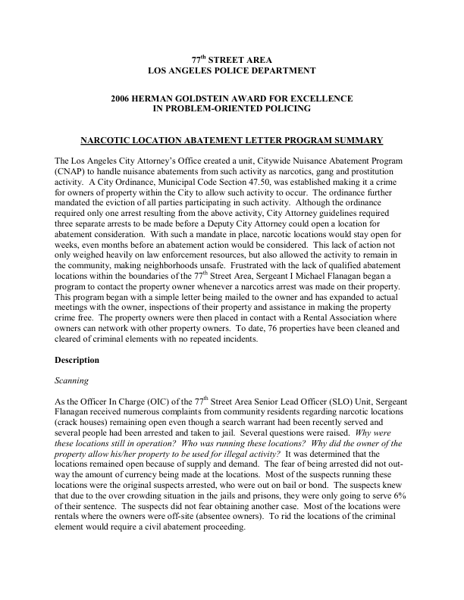 77th STREET AREA
LOS ANGELES POLICE DEPARTMENT
2006 HERMAN GOLDSTEIN AWARD FOR EXCELLENCE
IN PROBLEM-ORIENTED POLICING
NARCOTIC LOCATION ABATEMENT LETTER PROGRAM SUMMARY
The Los Angeles City Attorney's Office created a unit, Citywide Nuisance Abatement Program
(CNAP) to handle nuisance abatements from such activity as narcotics, gang and prostitution
activity. A City Ordinance, Municipal Code Section 47.50, was established making it a crime
for owners of property within the City to allow such activity to occur. The ordinance further
mandated the eviction of all parties participating in such activity. Although the ordinance
required only one arrest resulting from the above activity, City Attorney guidelines required
three separate arrests to be made before a Deputy City Attorney could open a location for
abatement consideration. With such a mandate in place, narcotic locations would stay open for
weeks, even months before an abatement action would be considered. This lack of action not
only weighed heavily on law enforcement resources, but also allowed the activity to remain in
the community, making neighborhoods unsafe. Frustrated with the lack of qualified abatement
locations within the boundaries of the 77th Street Area, Sergeant I Michael Flanagan began a
program to contact the property owner whenever a narcotics arrest was made on their property.
This program began with a simple letter being mailed to the owner and has expanded to actual
meetings with the owner, inspections of their property and assistance in making the property
crime free. The property owners were then placed in contact with a Rental Association where
owners can network with other property owners. To date, 76 properties have been cleaned and
cleared of criminal elements with no repeated incidents.
Description
Scanning
As the Officer In Charge (OIC) of the 77th Street Area Senior Lead Officer (SLO) Unit, Sergeant
Flanagan received numerous complaints from community residents regarding narcotic locations
(crack houses) remaining open even though a search warrant had been recently served and
several people had been arrested and taken to jail. Several questions were raised. Why were
these locations still in operation? Who was running these locations? Why did the owner of the
property allow his/her property to be used for illegal activity? It was determined that the
locations remained open because of supply and demand. The fear of being arrested did not out-
way the amount of currency being made at the locations. Most of the suspects running these
locations were the original suspects arrested, who were out on bail or bond. The suspects knew
that due to the over crowding situation in the jails and prisons, they were only going to serve 6%
of their sentence. The suspects did not fear obtaining another case. Most of the locations were
rentals where the owners were off-site (absentee owners). To rid the locations of the criminal
element would require a civil abatement proceeding.